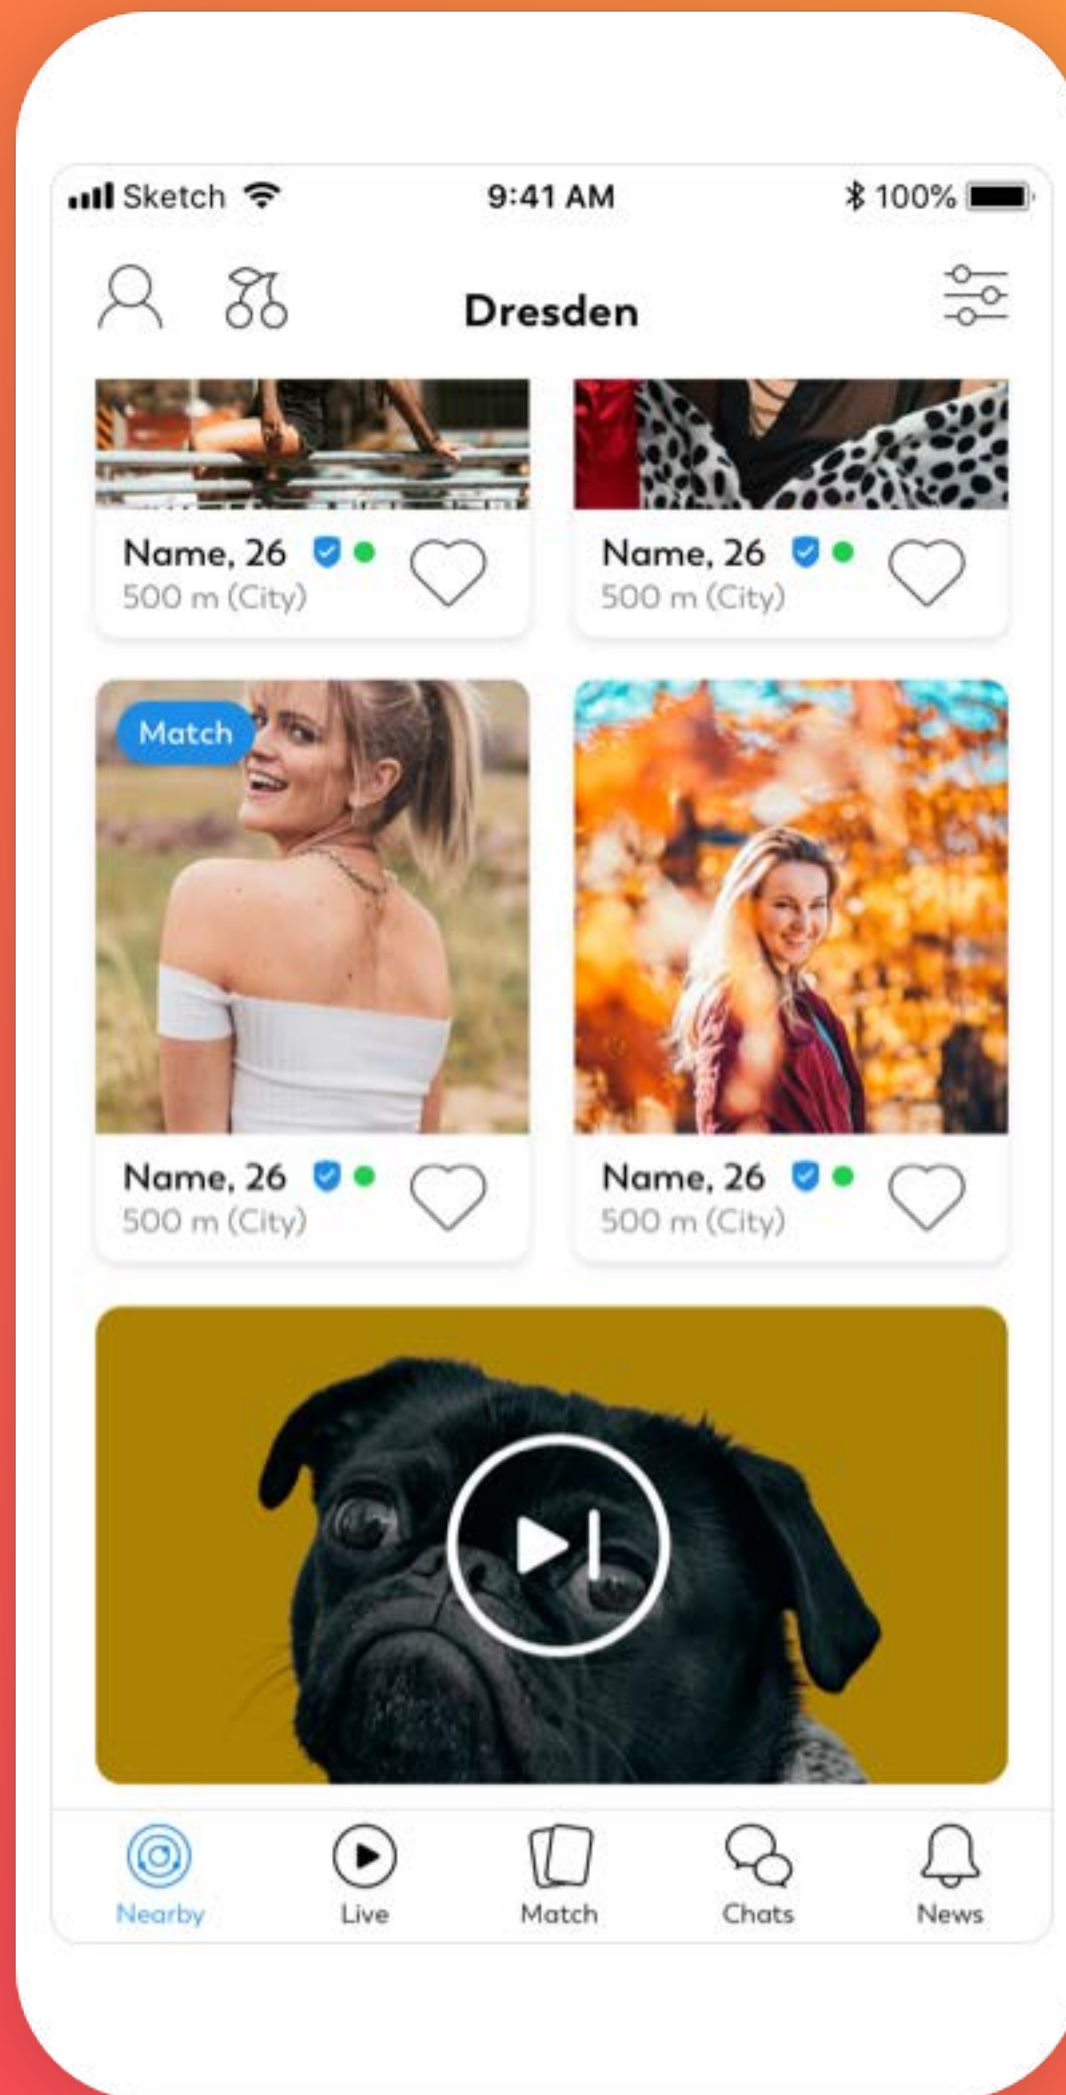 Sketch 9:41 AM 100%
Dresden
Name, 26 Name, 26
500 m (City) 500 m (City)
Match
Name, 26 Name, 26
500 m (City) 500 m (City)
Nearby Live Match Chats News